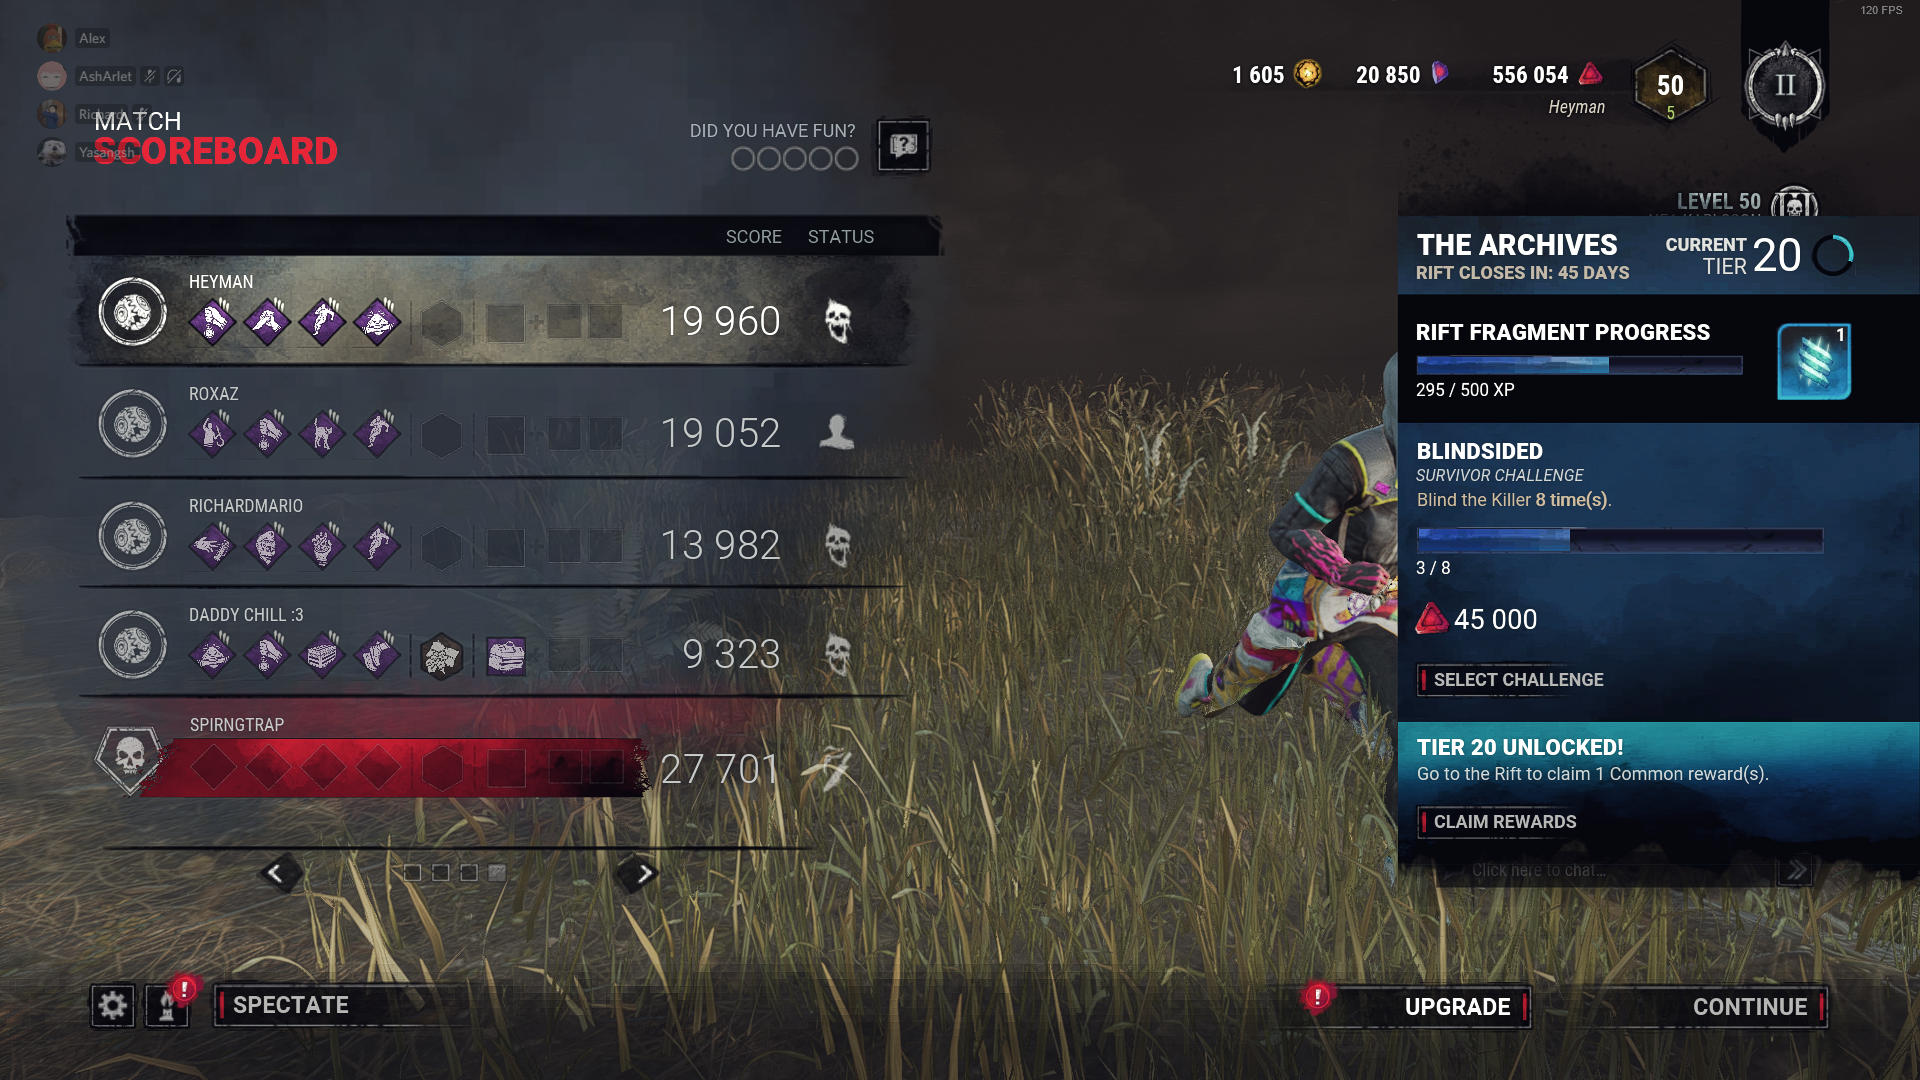 120 FPS
Alex
AshArlet
Richard
Yasangsh
MATCH
SCOREBOARD
DID YOU HAVE FUN?
1 605
20 850
556 054
Heyman
50
5
II
LEVEL 50
SCORE
STATUS
HEYMAN
19 960
ROXAZ
19 052
RICHARDMARIO
13 982
DADDY CHILL :3
9 323
SPIRNGTRAP
27 701
THE ARCHIVES
RIFT CLOSES IN: 45 DAYS
CURRENT
TIER 20
RIFT FRAGMENT PROGRESS
1
295 / 500 XP
BLINDSIDED
SURVIVOR CHALLENGE
Blind the Killer 8 time(s).
3 / 8
45 000
SELECT CHALLENGE
TIER 20 UNLOCKED!
Go to the Rift to claim 1 Common reward(s).
CLAIM REWARDS
Click here to chat...
SPECTATE
UPGRADE
CONTINUE